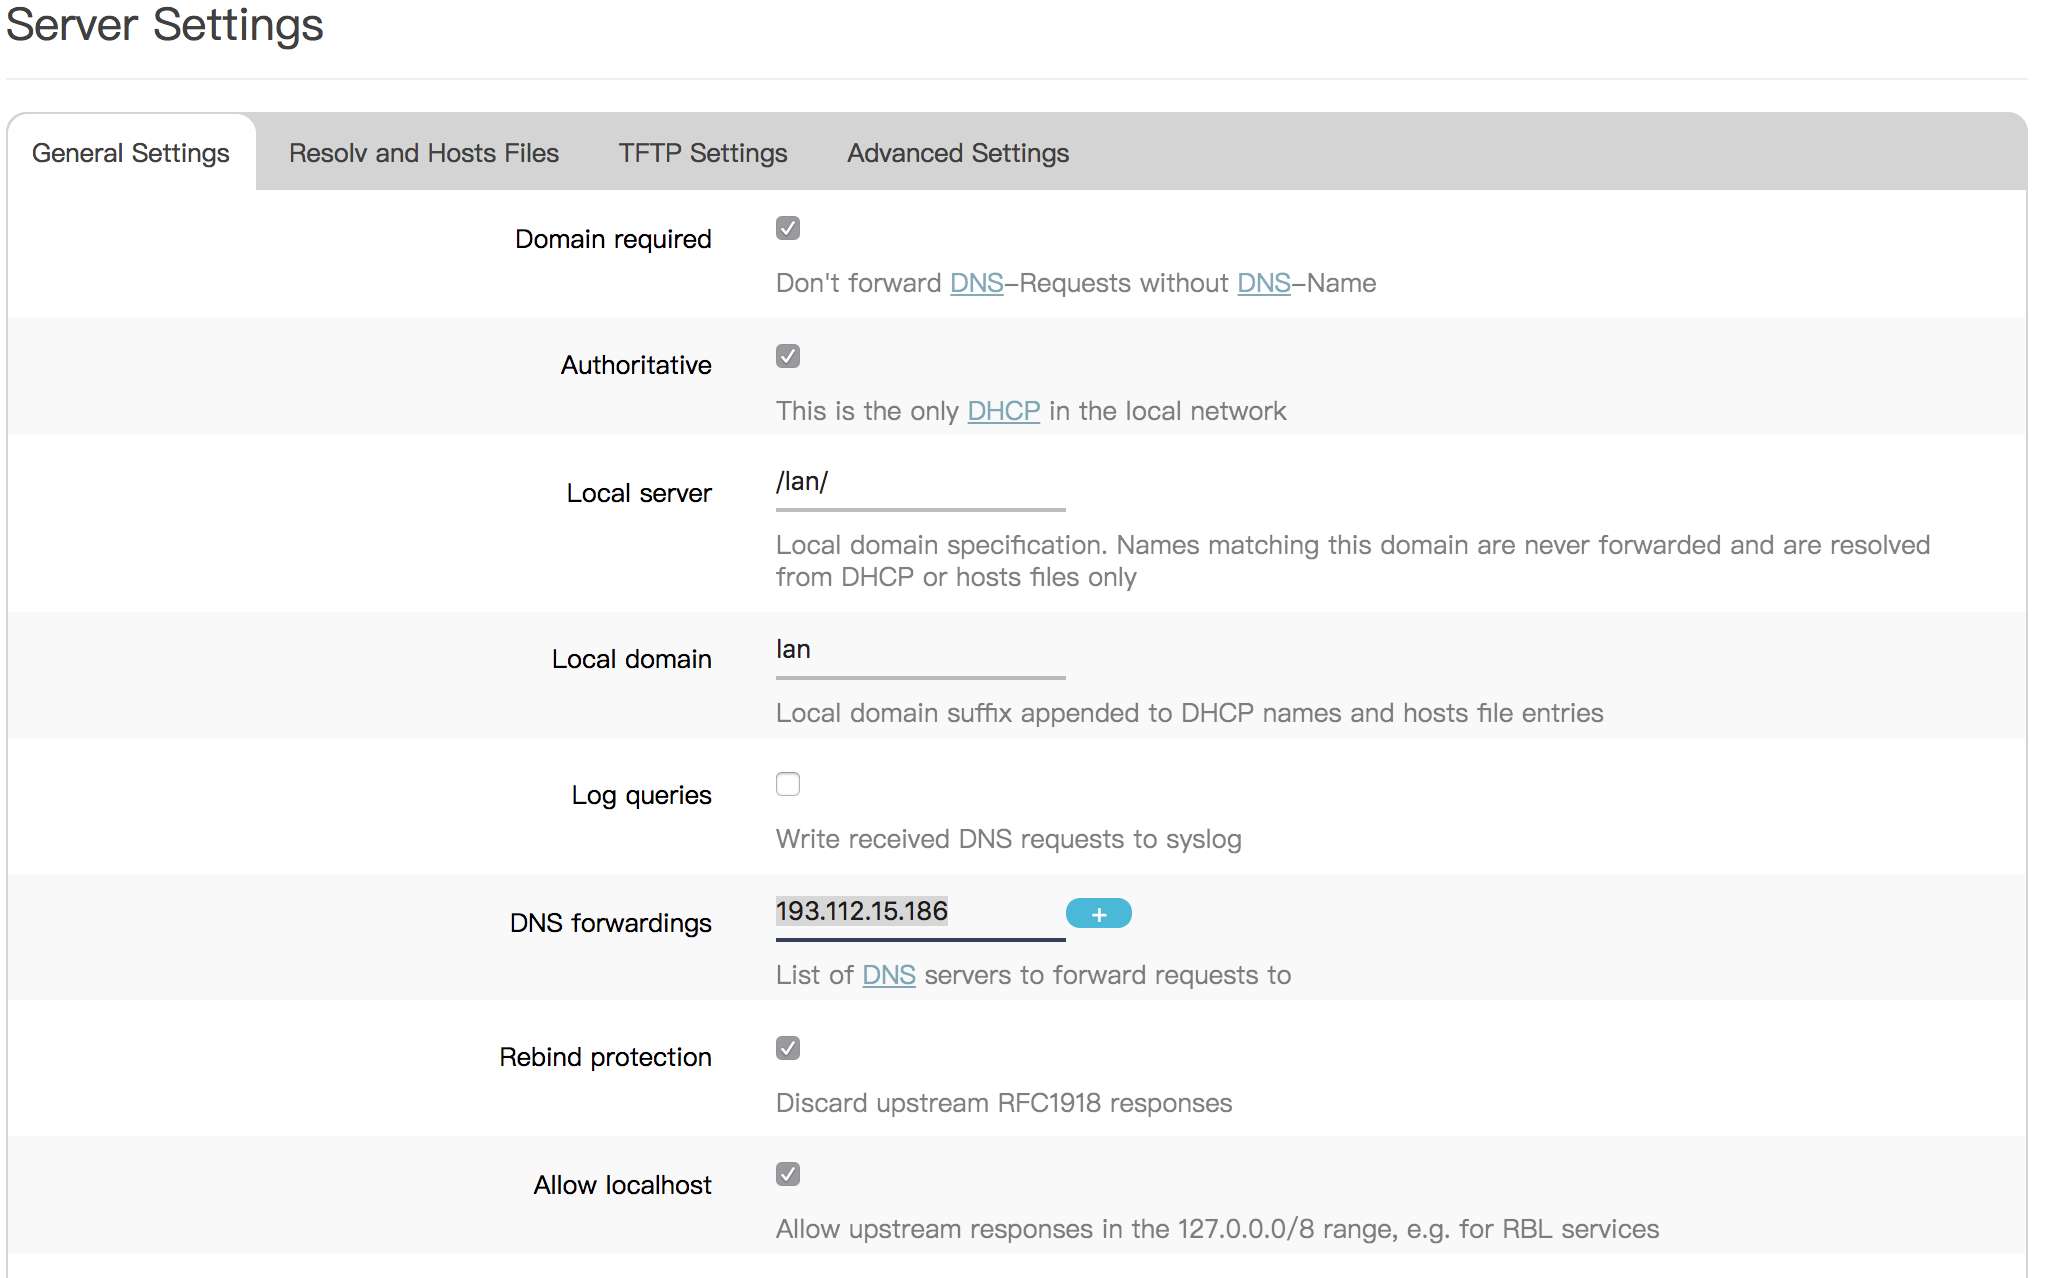 Server Settings
General Settings Resolv and Hosts Files TFTP Settings Advanced Settings
Domain required
Don't forward DNS-Requests without DNS-Name
Authoritative
This is the only DHCP in the local network
Local server /lan/
Local domain specification. Names matching this domain are never forwarded and are resolved
from DHCP or hosts files only
Local domain lan
Local domain suffix appended to DHCP names and hosts file entries
Log queries
Write received DNS requests to syslog
DNS forwardings 193.112.15.186 +
List of DNS servers to forward requests to
Rebind protection
Discard upstream RFC1918 responses
Allow localhost
Allow upstream responses in the 127.0.0.0/8 range, e.g. for RBL services